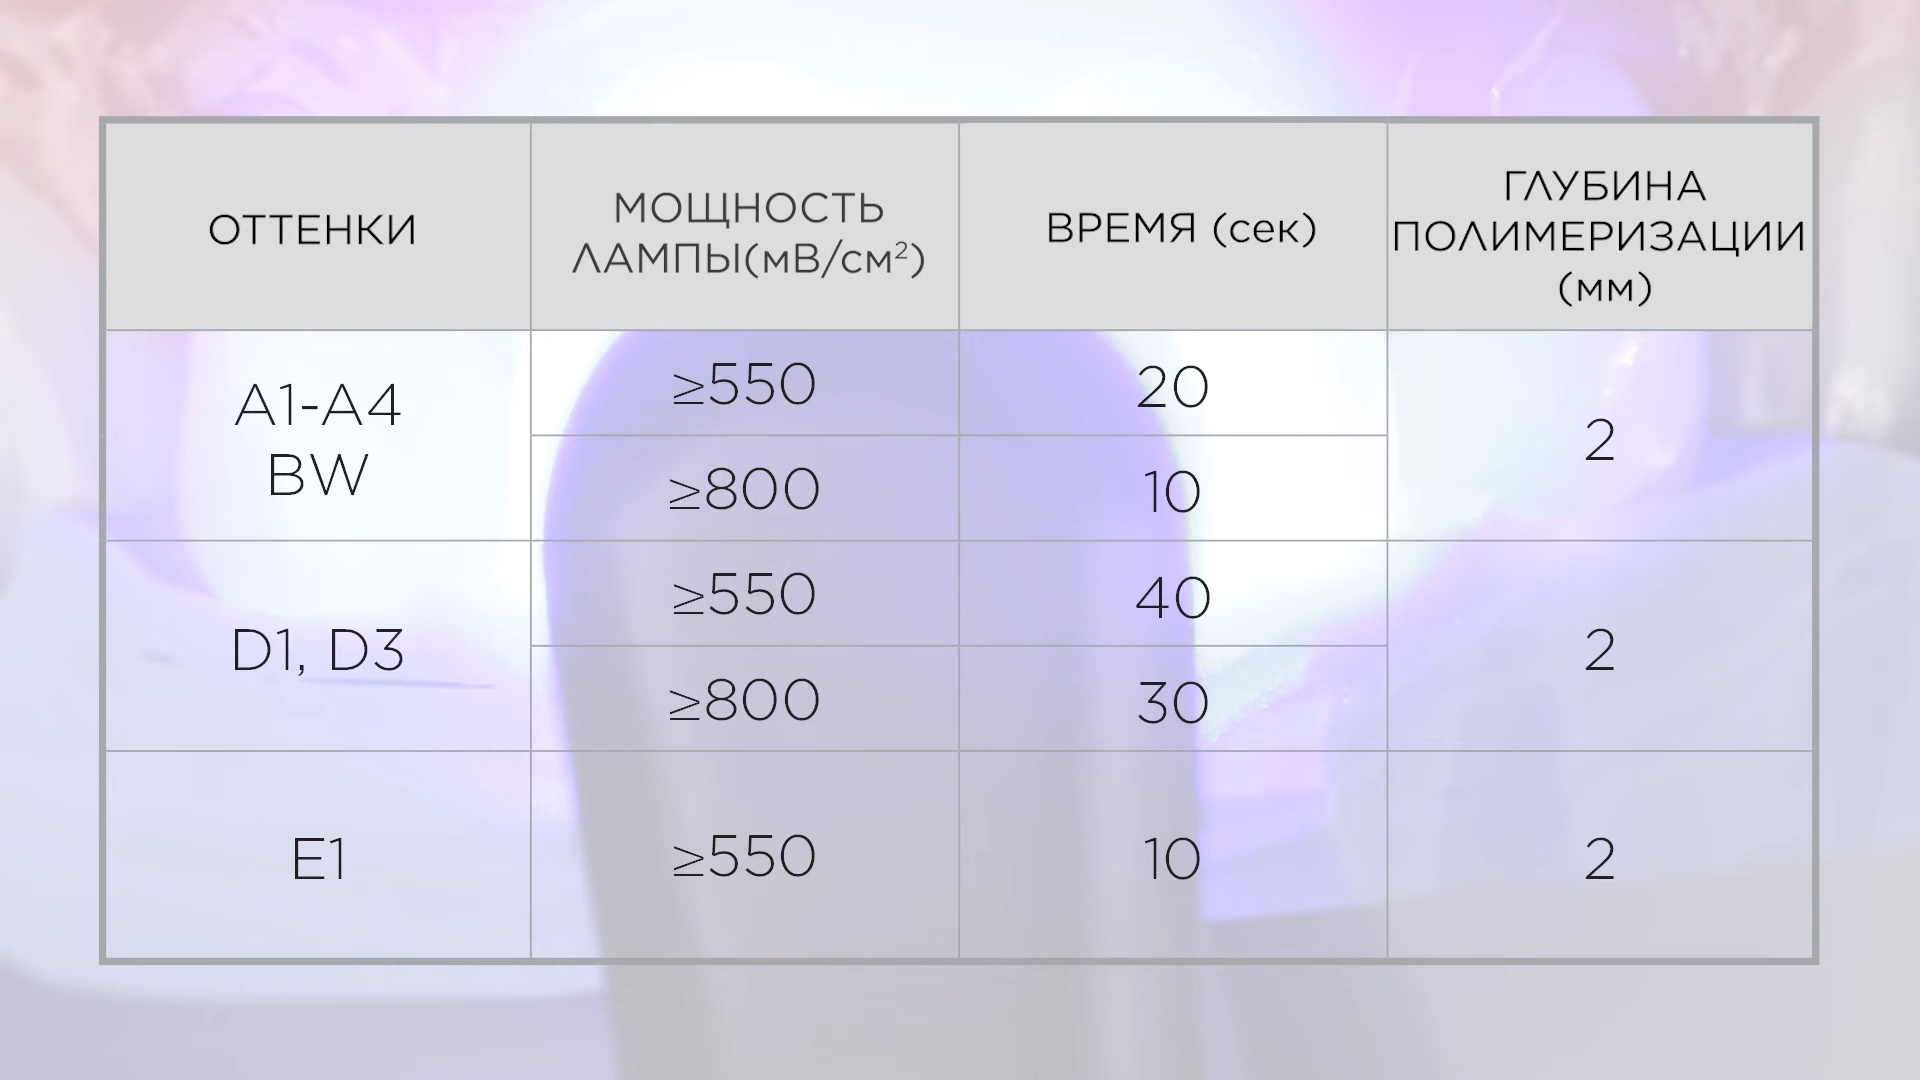 ОТТЕНКИ
МОЩНОСТЬ
ЛАМПЫ(мВ/см²)
ВРЕМЯ (сек)
ГЛУБИНА
ПОЛИМЕРИЗАЦИИ
(мм)
A1-A4
BW
≥550
20
2
≥800
10
D1, D3
≥550
40
2
≥800
30
E1
≥550
10
2